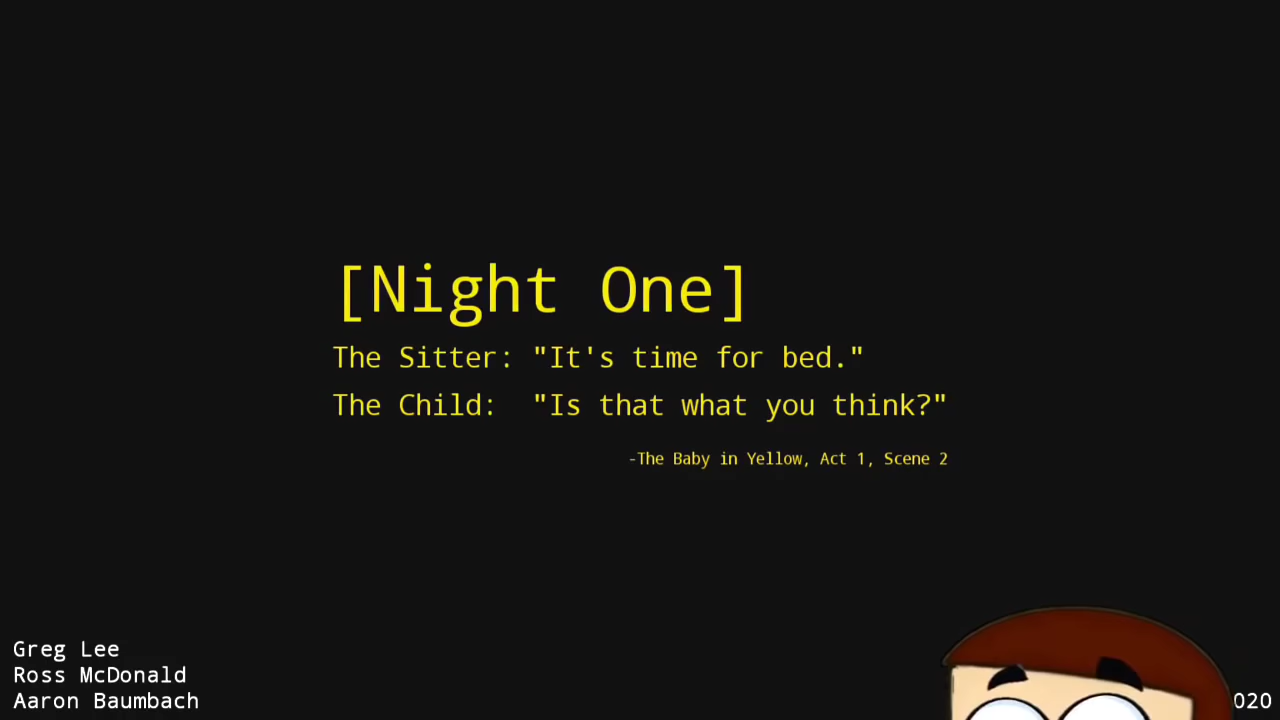 [Night One]
The Sitter: "It's time for bed."
The Child:  "Is that what you think?"
-The Baby in Yellow, Act 1, Scene 2
Greg Lee
Ross McDonald
Aaron Baumbach
020